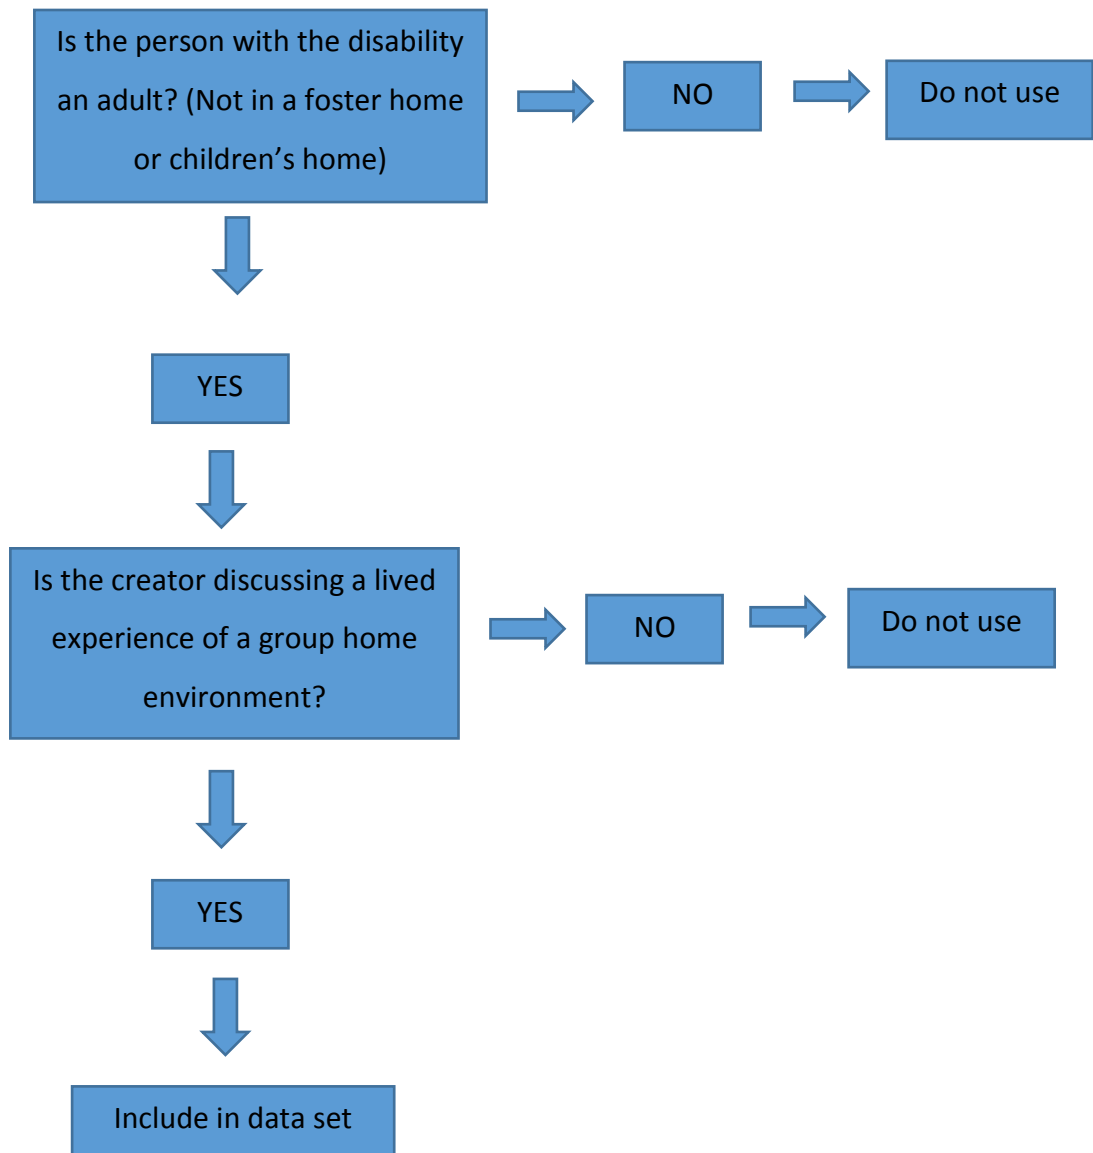 Is the person with the disability
an adult? (Not in a foster home
or children’s home)
NO
Do not use
YES
Is the creator discussing a lived
experience of a group home
environment?
NO
Do not use
YES
Include in data set